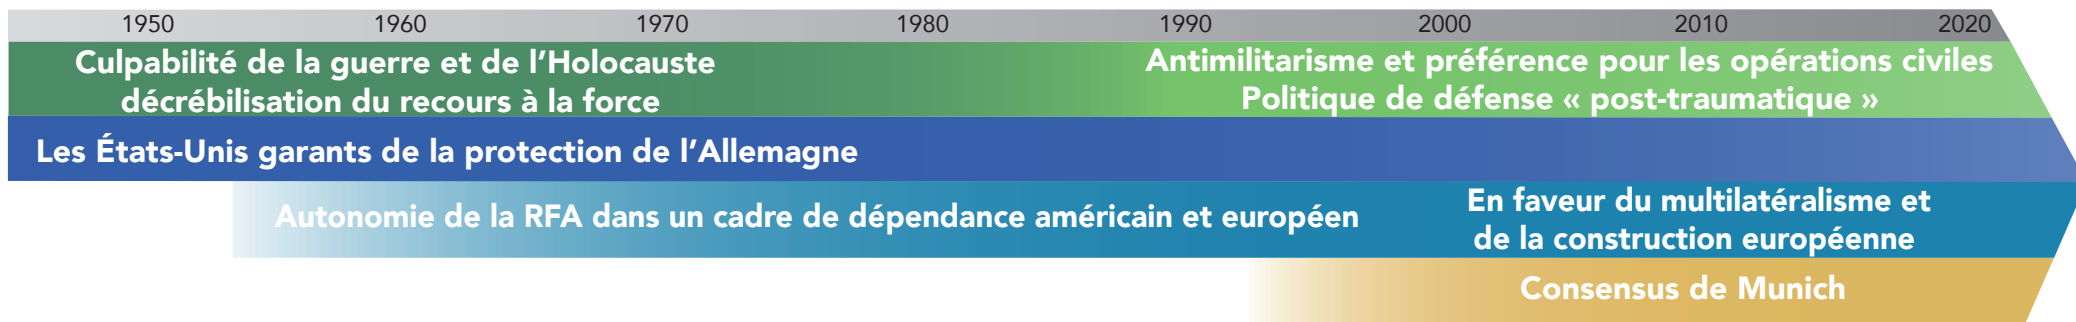 1950 1960 1970 1980 1990 2000 2010 2020
Culpabilité de la guerre et de l’Holocauste
décrébilisation du recours à la force
Antimilitarisme et préférence pour les opérations civiles
Politique de défense « post-traumatique »
Les États-Unis garants de la protection de l’Allemagne
Autonomie de la RFA dans un cadre de dépendance américain et européen
En faveur du multilatéralisme et
de la construction européenne
Consensus de Munich